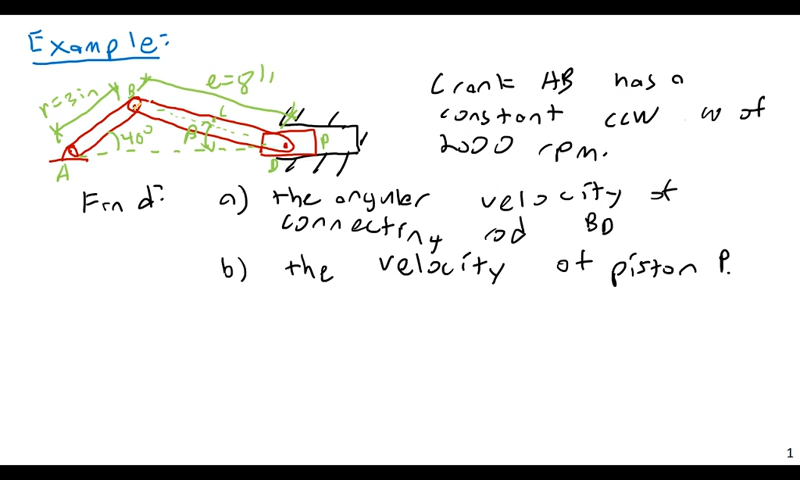 Example:
r=3in
B
e=8in
L
40°
β?
A
D
P
Crank AB has a
constant CCW w of
2000 rpm.
Find: a) the angular velocity of
connecting rod BD
b) the velocity of piston P.
1